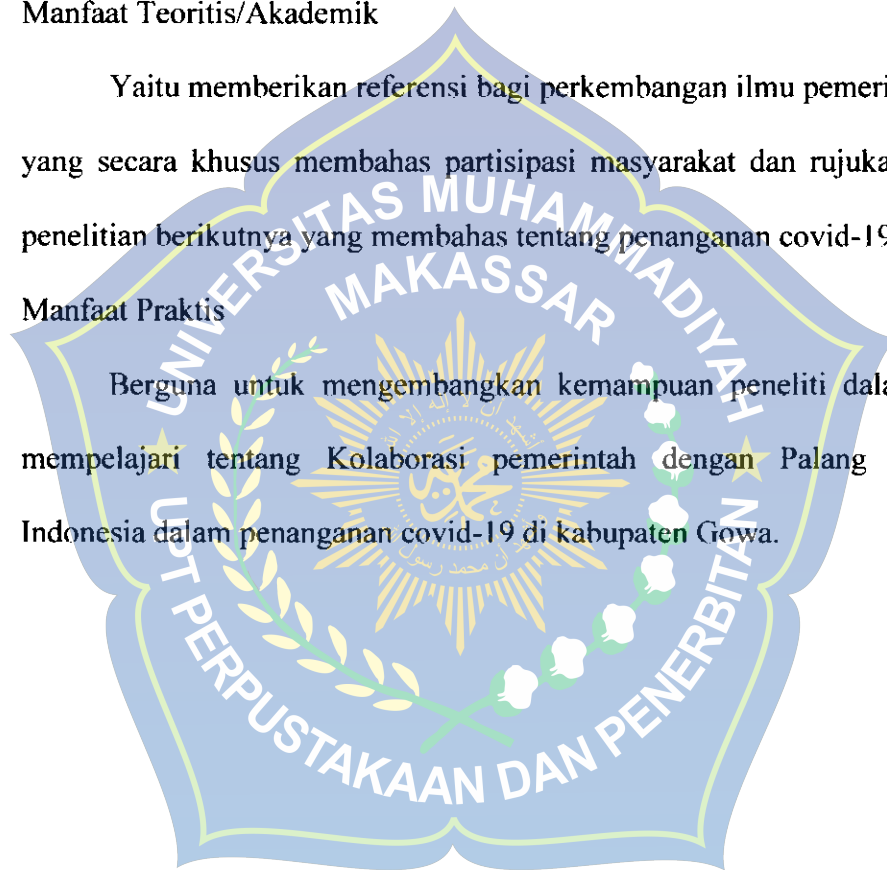 Manfaat Teoritis/Akademik
Yaitu memberikan referensi bagi perkembangan ilmu pemeri
yang secara khusus membahas partisipasi masyarakat dan rujuka
penelitian berikutnya yang membahas tentang penanganan covid-19
Manfaat Praktis
Berguna untuk mengembangkan kemampuan peneliti dala
mempelajari tentang Kolaborasi pemerintah dengan Palang
Indonesia dalam penanganan covid-19 di kabupaten Gowa.
UNIVERSITAS MUHAMMADIYAH
MAKASSAR
UPT PERPUSTAKAAN DAN PENERBITAN